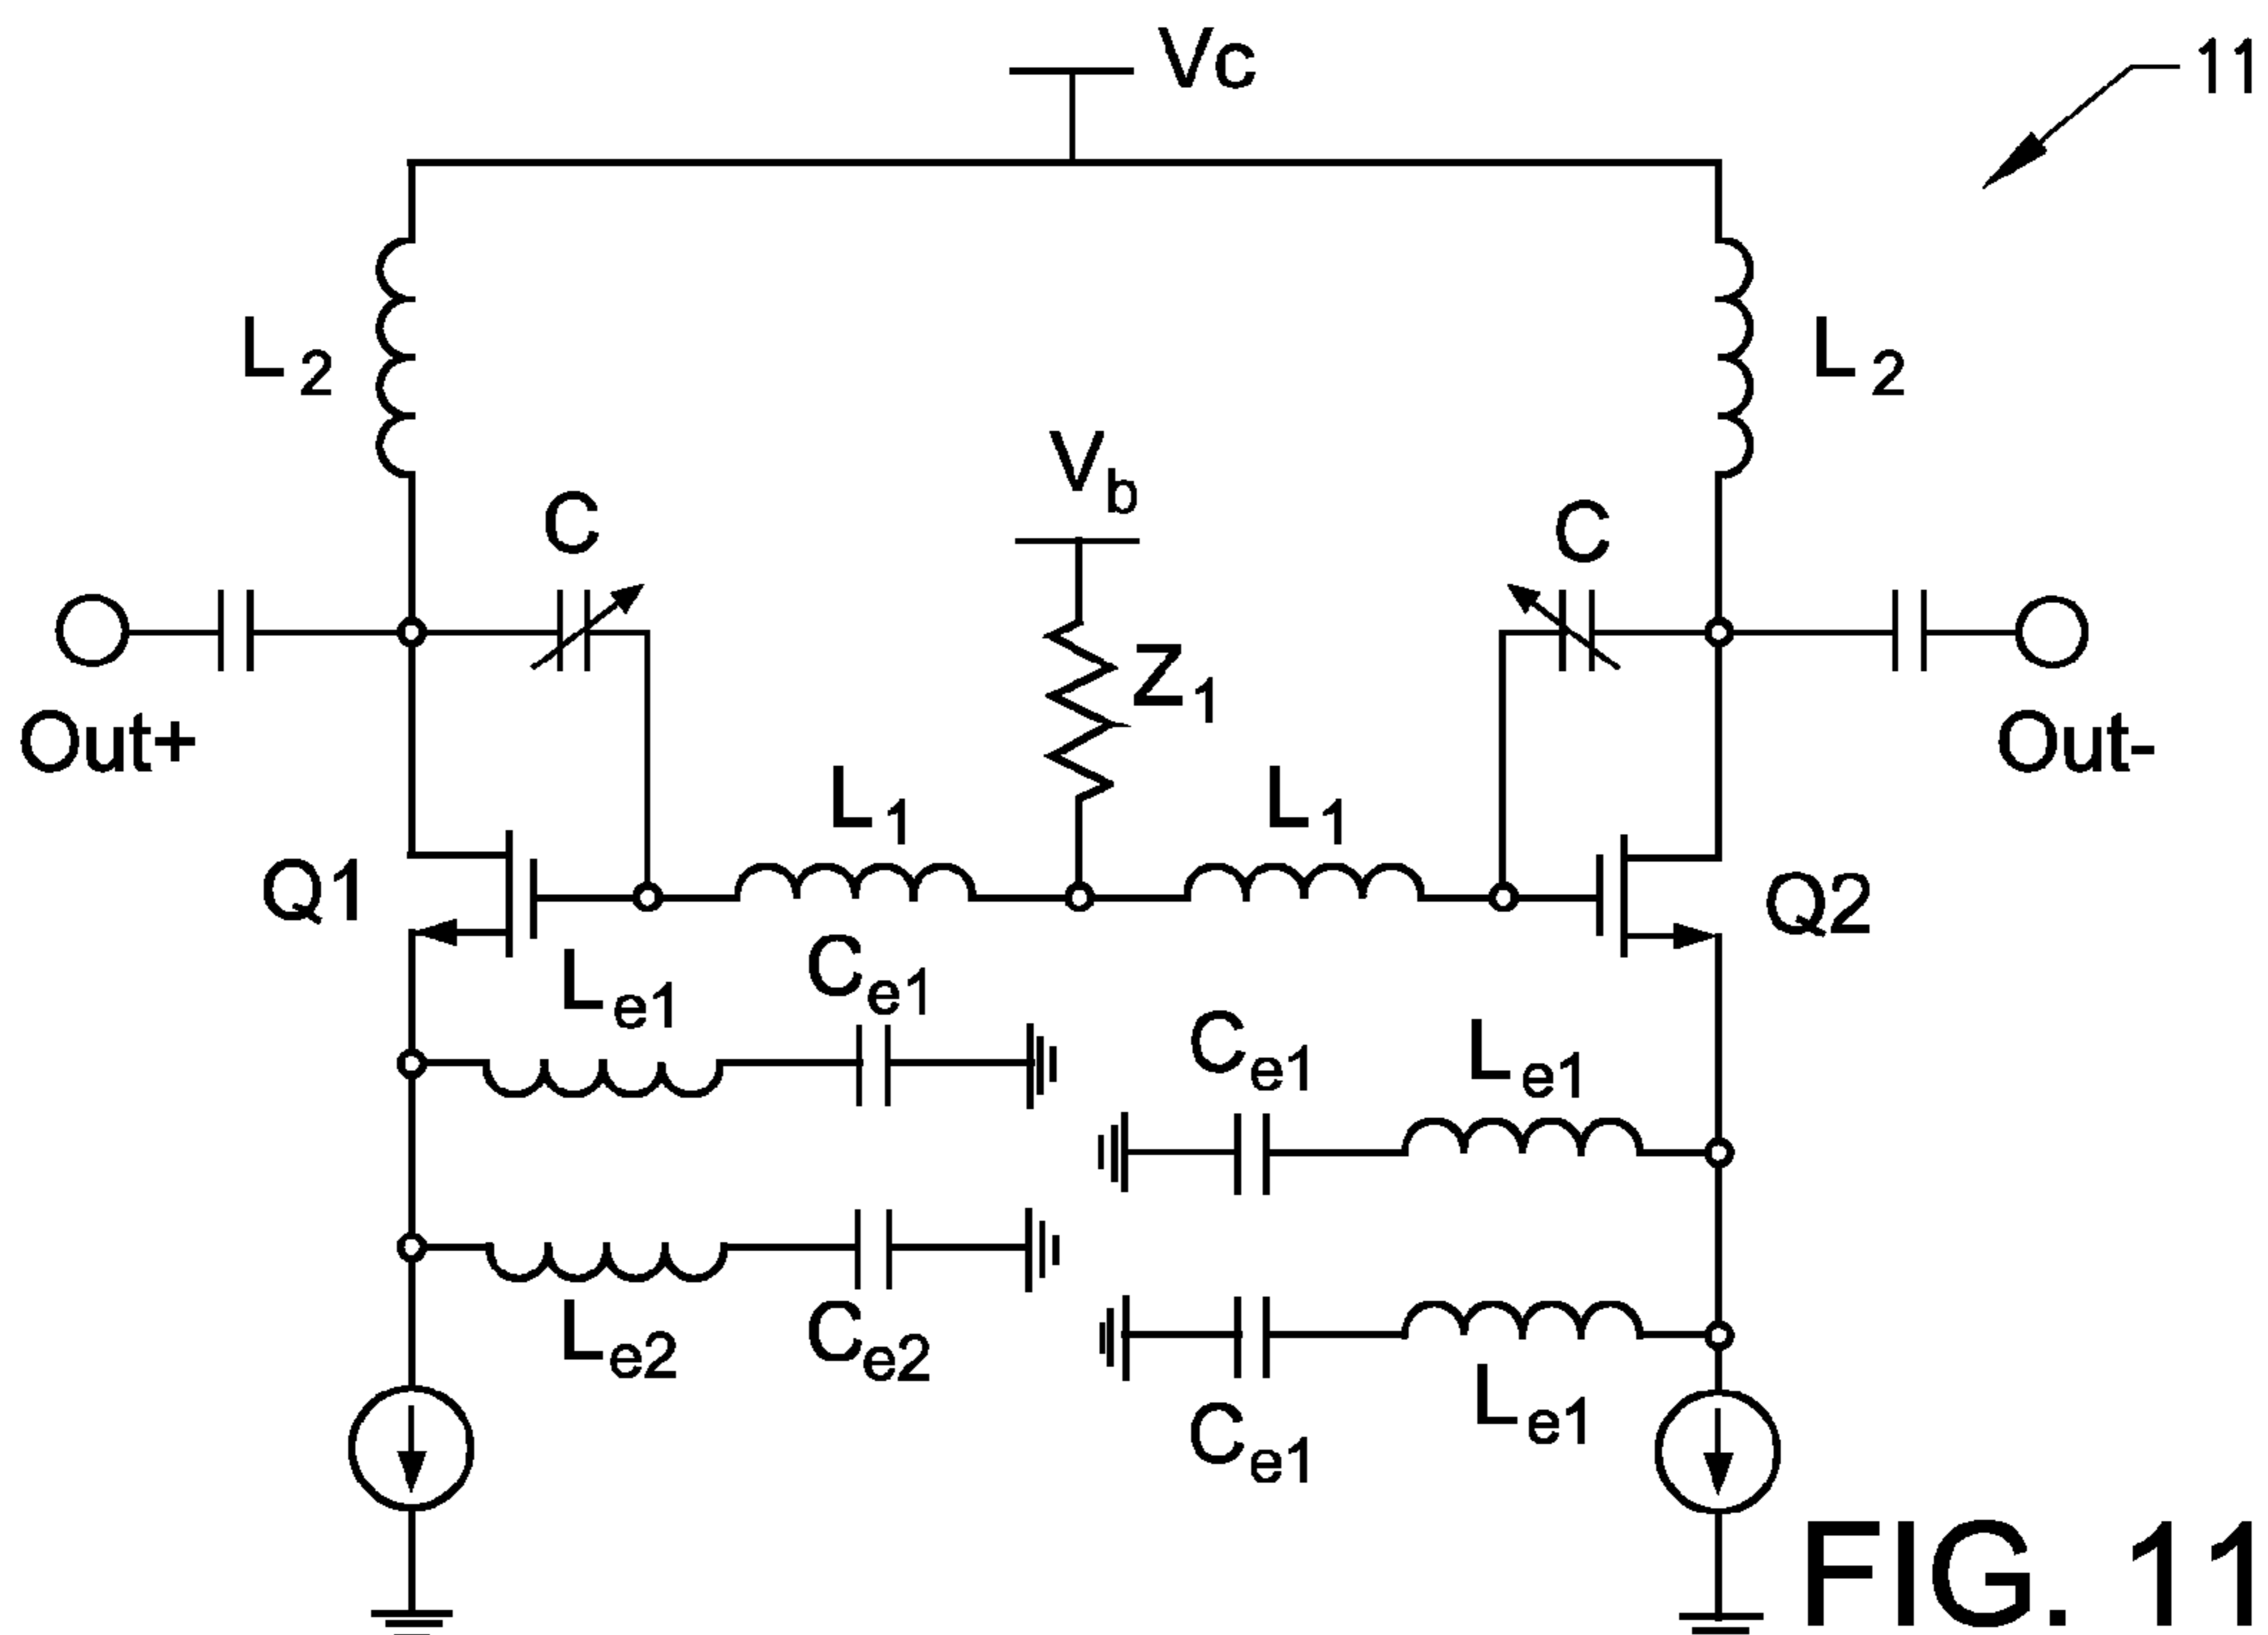 Vc
11
L2
L2
Vb
C
C
Z1
Out+
Out-
L1
L1
Q1
Q2
Le1
Ce1
Ce1
Le1
Le2
Ce2
Ce1
Le1
FIG. 11